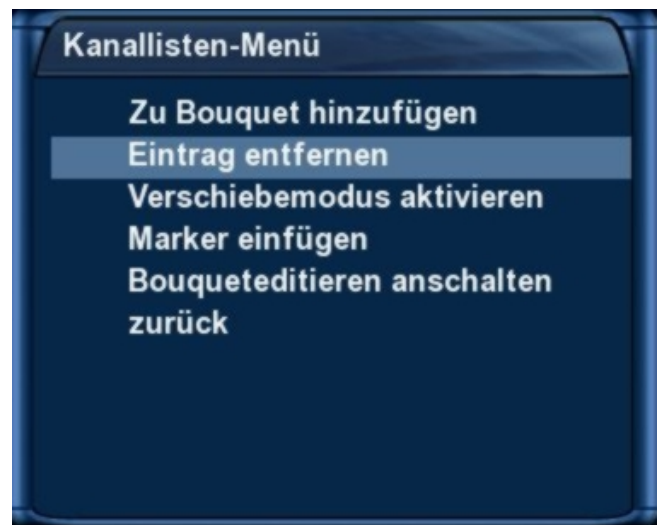 Kanallisten-Menü
Zu Bouquet hinzufügen
Eintrag entfernen
Verschiebemodus aktivieren
Marker einfügen
Bouqueteditieren anschalten
zurück